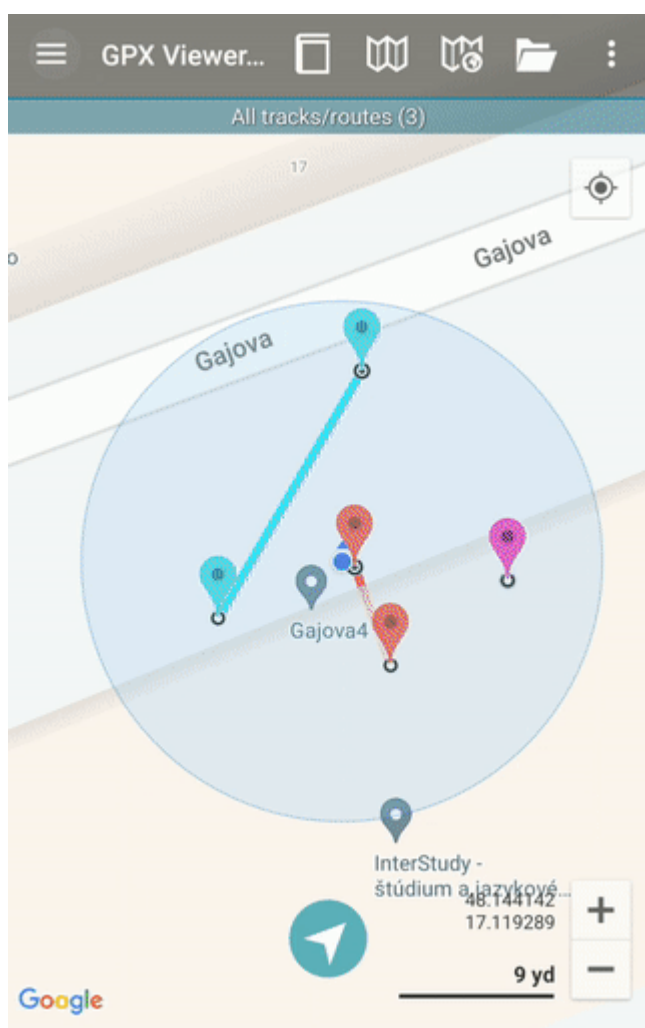 GPX Viewer...
All tracks/routes (3)
17
Gajova
o
Gajova
Gajova4
InterStudy -
štúdium a jazykové...
48.144142
17.119289
9 yd
Google